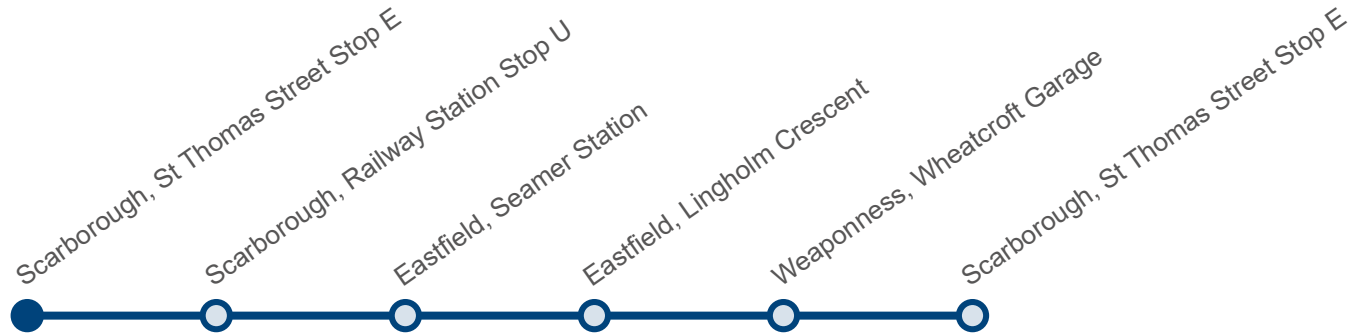 Scarborough, St Thomas Street Stop E
Scarborough, Railway Station Stop U
Eastfield, Seamer Station
Eastfield, Lingholm Crescent
Weaponness, Wheatcroft Garage
Scarborough, St Thomas Street Stop E